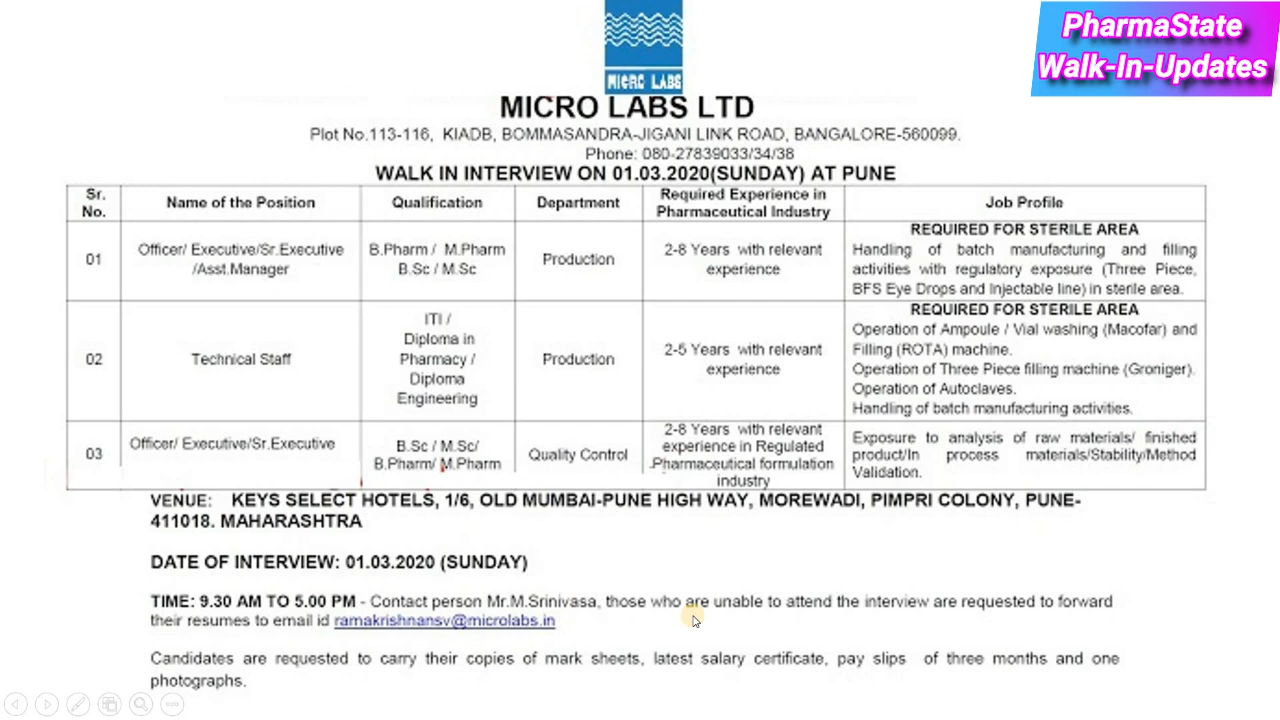 PharmaState
Walk-In-Updates
MICRO LABS
MICRO LABS LTD
Plot No.113-116, KIADB, BOMMASANDRA-JIGANI LINK ROAD, BANGALORE-560099.
Phone: 080-27839033/34/38
WALK IN INTERVIEW ON 01.03.2020(SUNDAY) AT PUNE
Sr. No.
Name of the Position
Qualification
Department
Required Experience in
Pharmaceutical Industry
Job Profile
01
Officer/ Executive/Sr.Executive
/Asst.Manager
B.Pharm / M.Pharm
B.Sc / M.Sc
Production
2-8 Years with relevant
experience
REQUIRED FOR STERILE AREA
Handling of batch manufacturing and filling
activities with regulatory exposure (Three Piece,
BFS Eye Drops and Injectable line) in sterile area.
02
Technical Staff
ITI /
Diploma in
Pharmacy /
Diploma
Engineering
Production
2-5 Years with relevant
experience
REQUIRED FOR STERILE AREA
Operation of Ampoule / Vial washing (Macofar) and
Filling (ROTA) machine.
Operation of Three Piece filling machine (Groniger).
Operation of Autoclaves.
Handling of batch manufacturing activities.
03
Officer/ Executive/Sr.Executive
B.Sc / M.Sc/
B.Pharm/ M.Pharm
Quality Control
2-8 Years with relevant
experience in Regulated
Pharmaceutical formulation
industry
Exposure to analysis of raw materials/ finished
product/In process materials/Stability/Method
Validation.
VENUE: KEYS SELECT HOTELS, 1/6, OLD MUMBAI-PUNE HIGH WAY, MOREWADI, PIMPRI COLONY, PUNE-
411018. MAHARASHTRA
DATE OF INTERVIEW: 01.03.2020 (SUNDAY)
TIME: 9.30 AM TO 5.00 PM - Contact person Mr.M.Srinivasa, those who are unable to attend the interview are requested to forward
their resumes to email id ramakrishnansv@microlabs.in
Candidates are requested to carry their copies of mark sheets, latest salary certificate, pay slips of three months and one
photographs.